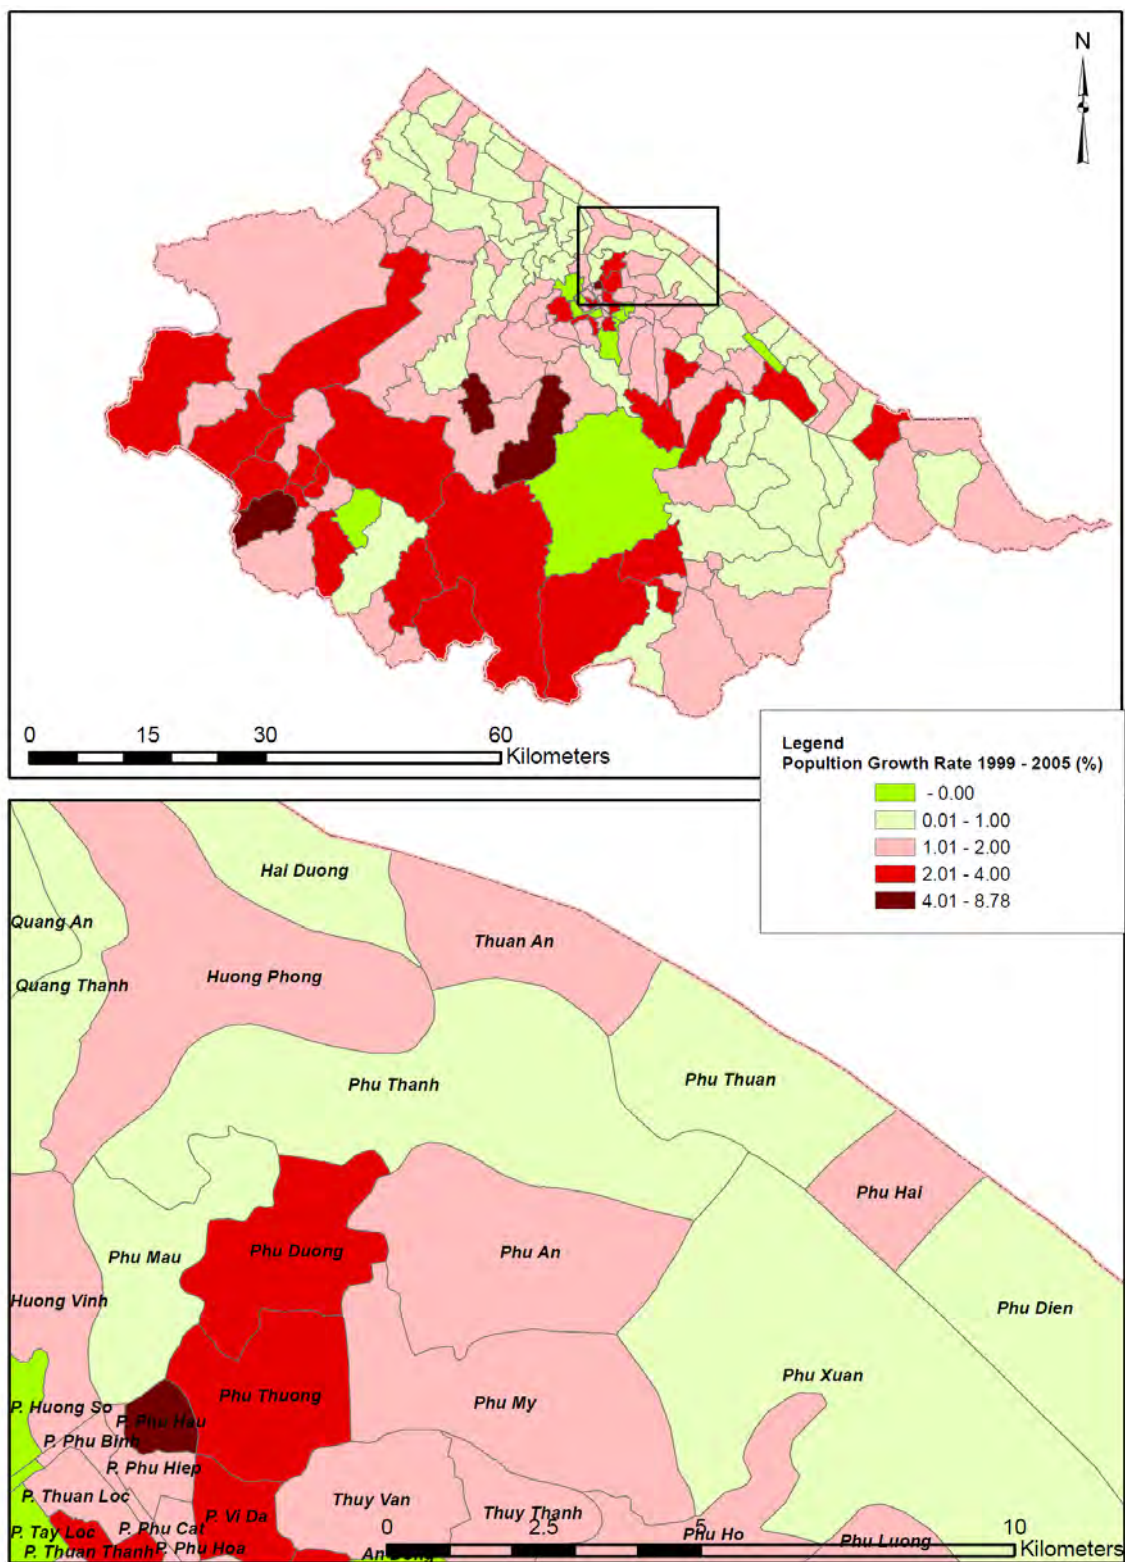 N
0 15 30 60
Kilometers
Legend
Popultion Growth Rate 1999 - 2005 (%)
- 0.00
0.01 - 1.00
1.01 - 2.00
2.01 - 4.00
4.01 - 8.78
Hai Duong
Quang An
Thuan An
Huong Phong
Quang Thanh
Phu Thanh
Phu Thuan
Phu Hai
Phu Duong
Phu An
Phu Mau
Huong Vinh
Phu Dien
Phu Xuan
Phu Thuong
Phu My
P. Huong So
P. Phu Hau
P. Phu Binh
P. Phu Hiep
P. Thuan Loc
Thuy Van
P. Vi Da
Thuy Thanh
P. Tay Loc
P. Phu Cat
Phu Ho
Phu Luong
P. Thuan Thanh
P. Phu Hoa
An Dong
0 2.5 5 10
Kilometers